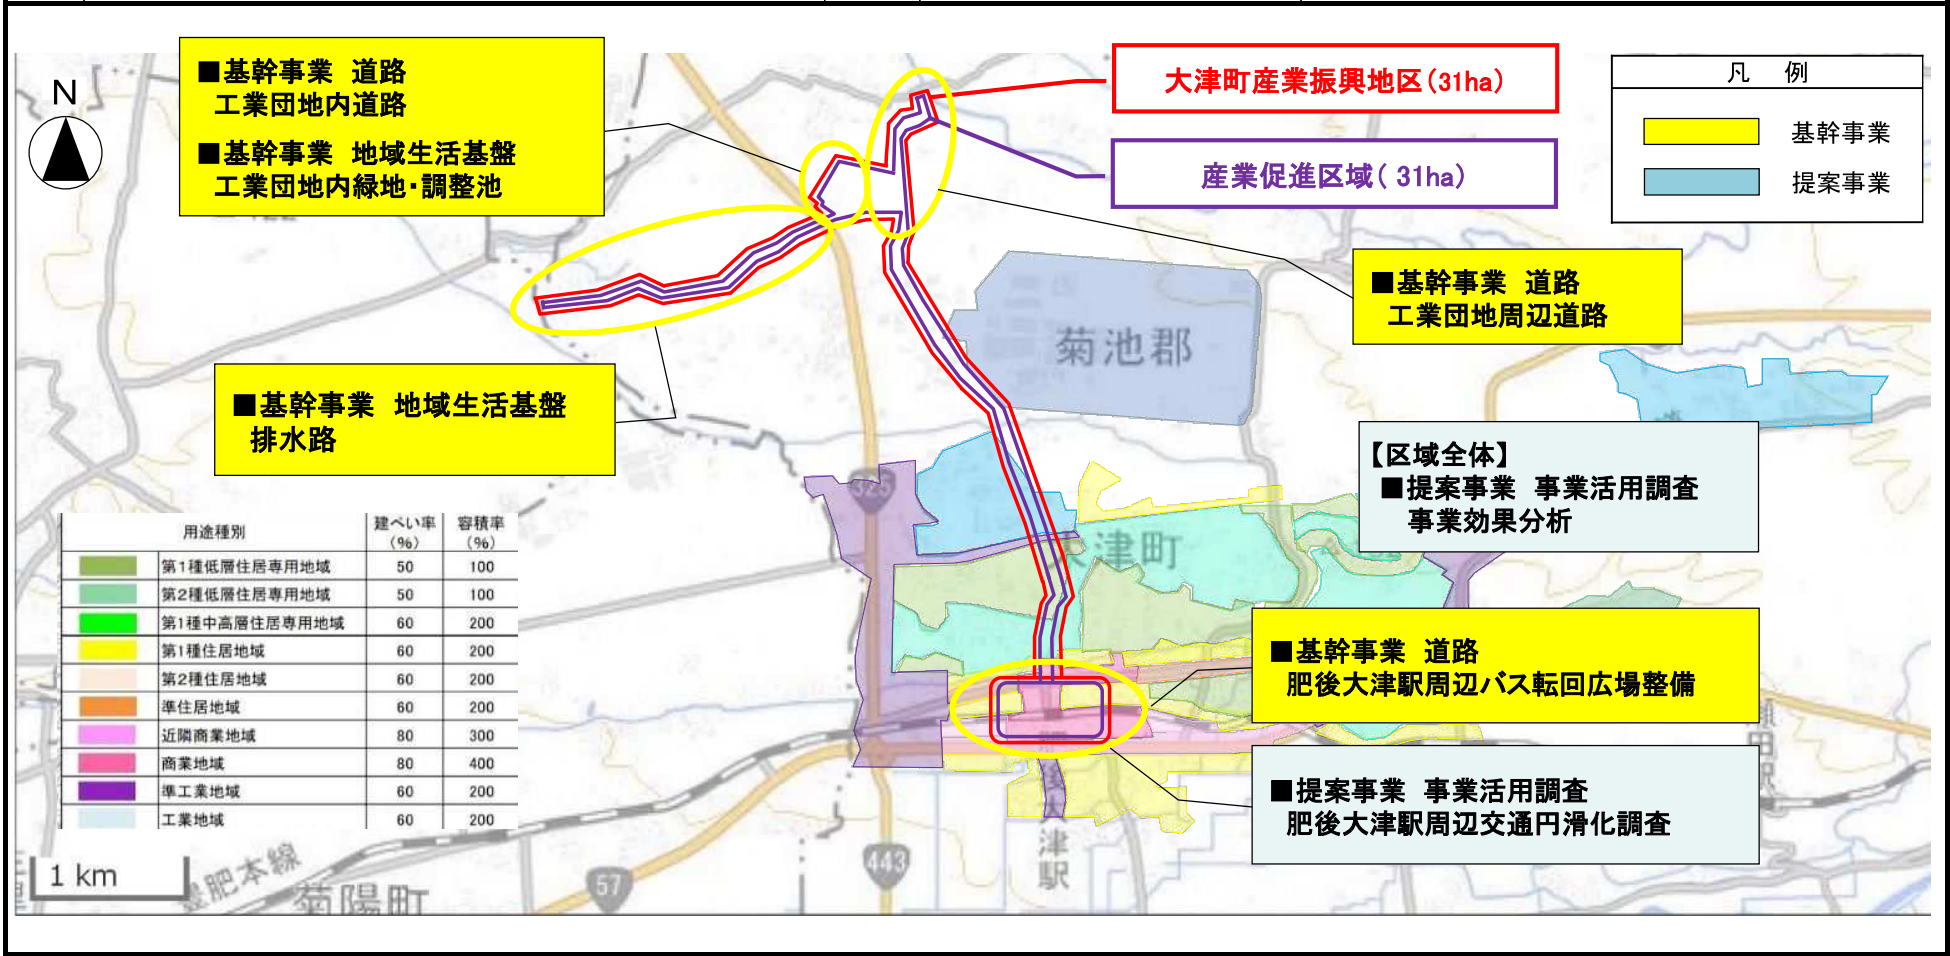 N
■基幹事業 道路
工業団地内道路
■基幹事業 地域生活基盤
工業団地内緑地・調整池
大津町産業振興地区(31ha)
産業促進区域( 31ha)
凡 例
基幹事業
提案事業
■基幹事業 道路
工業団地周辺道路
菊池郡
■基幹事業 地域生活基盤
排水路
【区域全体】
■提案事業 事業活用調査
事業効果分析
325
大津町
用途種別 建ぺい率(%) 容積率(%)
第1種低層住居専用地域 50 100
第2種低層住居専用地域 50 100
第1種中高層住居専用地域 60 200
第1種住居地域 60 200
第2種住居地域 60 200
準住居地域 60 200
近隣商業地域 80 300
商業地域 80 400
準工業地域 60 200
工業地域 60 200
■基幹事業 道路
肥後大津駅周辺バス転回広場整備
■提案事業 事業活用調査
肥後大津駅周辺交通円滑化調査
肥後大津駅
瀬田駅
1 km
豊肥本線
菊陽町
57
443